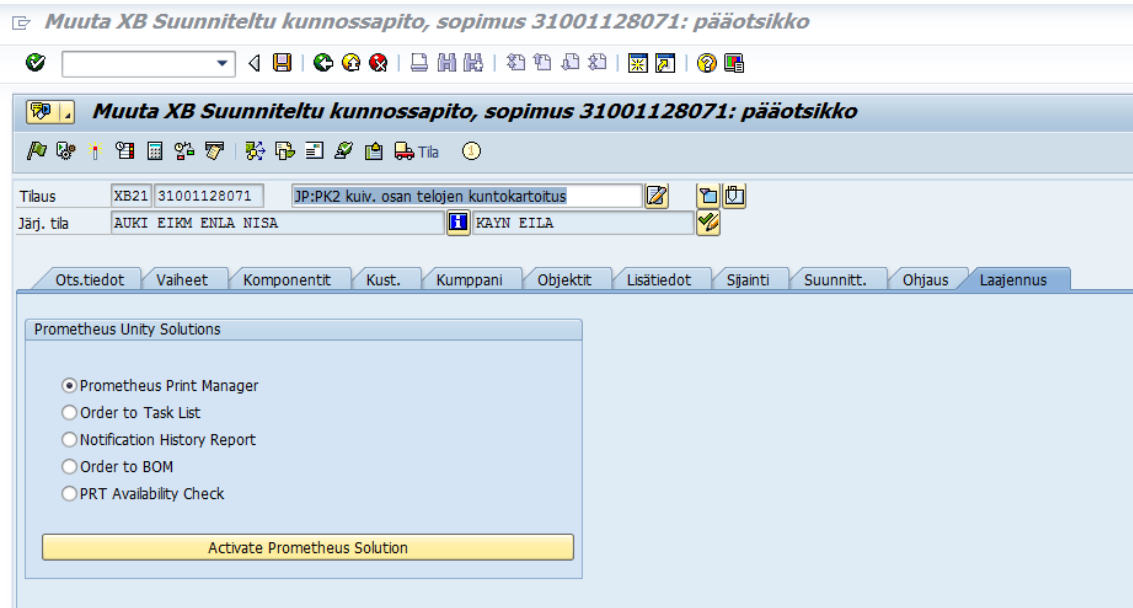 Muuta XB Suunniteltu kunnossapito, sopimus 31001128071: pääotsikko
Muuta XB Suunniteltu kunnossapito, sopimus 31001128071: pääotsikko
Tila
Tilaus XB21 31001128071 JP:PK2 kuiv. osan telojen kuntokartoitus
Järj. tila AUKI EIKM ENLA NISA KAYN EILA
Ots.tiedot Vaiheet Komponentit Kust. Kumppani Objektit Lisätiedot Sijainti Suunnitt. Ohjaus Laajennus
Prometheus Unity Solutions
Prometheus Print Manager
Order to Task List
Notification History Report
Order to BOM
PRT Availability Check
Activate Prometheus Solution